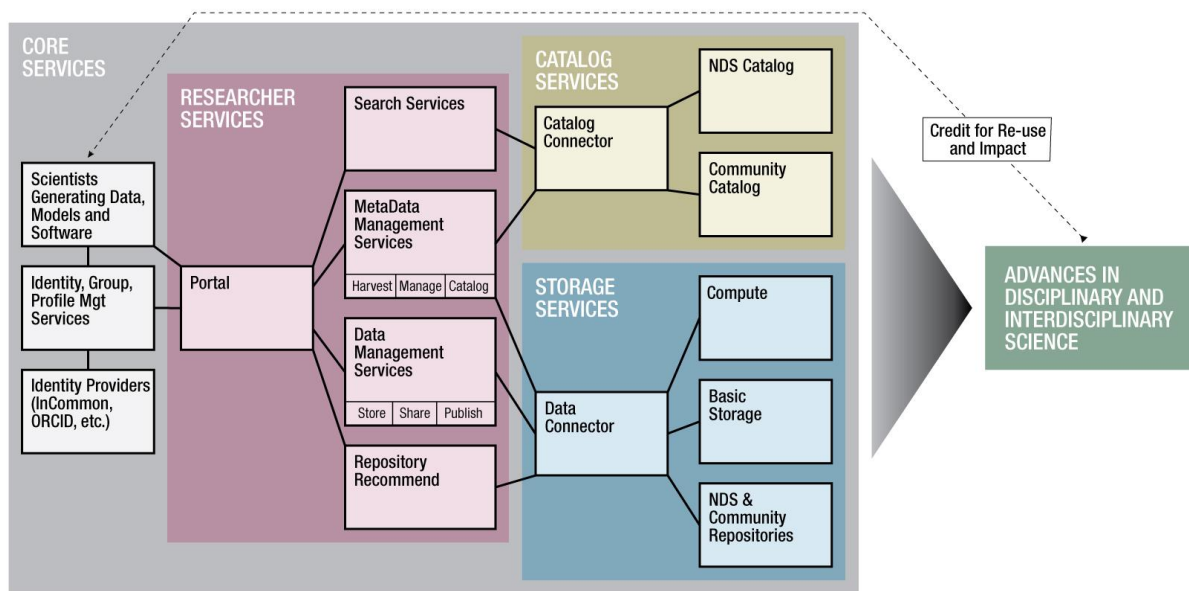 CORE
SERVICES
RESEARCHER
SERVICES
CATALOG
SERVICES
STORAGE
SERVICES
Scientists
Generating Data,
Models and
Software
Identity, Group,
Profile Mgt
Services
Identity Providers
(InCommon,
ORCID, etc.)
Portal
Search Services
MetaData
Management
Services
Harvest Manage Catalog
Data
Management
Services
Store Share Publish
Repository
Recommend
Catalog
Connector
NDS Catalog
Community
Catalog
Data
Connector
Compute
Basic
Storage
NDS &
Community
Repositories
Credit for Re-use
and Impact
ADVANCES IN
DISCIPLINARY AND
INTERDISCIPLINARY
SCIENCE